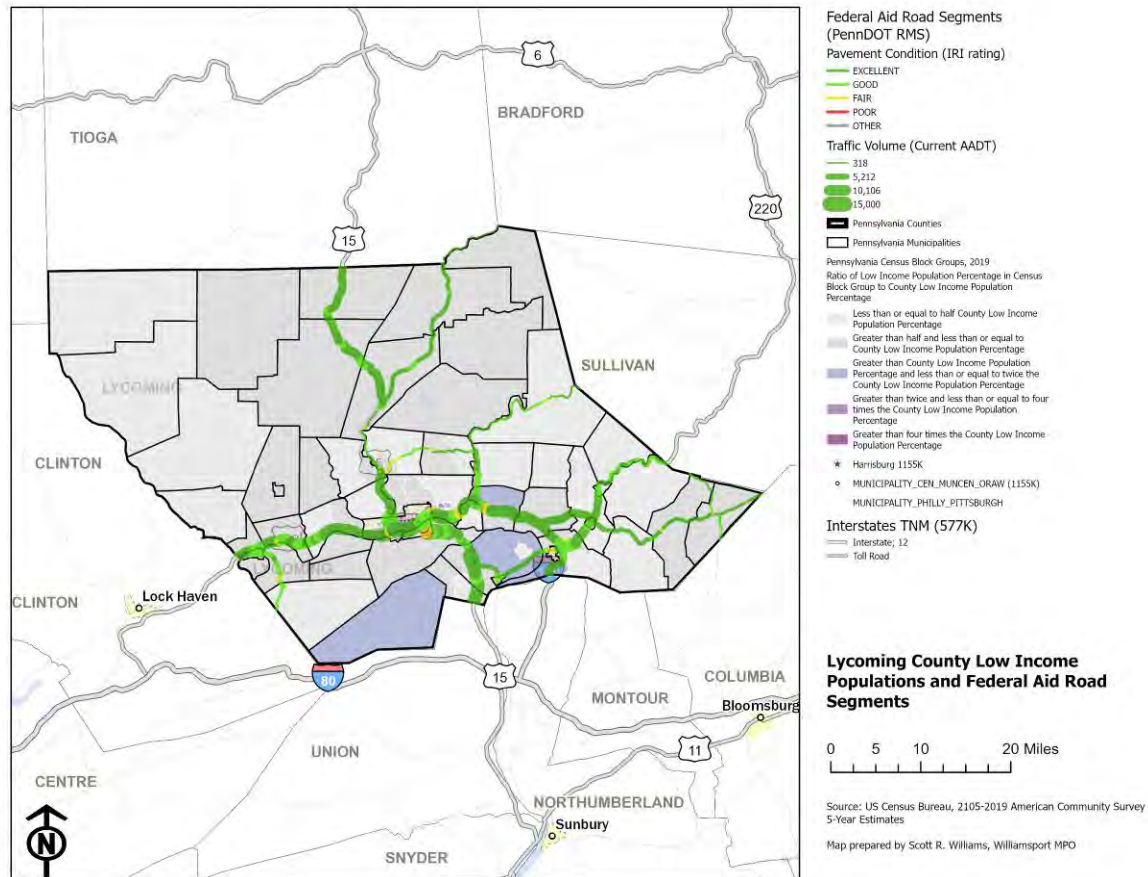 6
BRADFORD
TIOGA
220
15
SULLIVAN
LYCOMING
CLINTON
LYCOMING
CLINTON
Lock Haven
80
15
COLUMBIA
MONTOUR
Bloomsburg
UNION
11
CENTRE
NORTHUMBERLAND
Sunbury
N
SNYDER
Federal Aid Road Segments
(PennDOT RMS)
Pavement Condition (IRI rating)
EXCELLENT
GOOD
FAIR
POOR
OTHER
Traffic Volume (Current AADT)
318
5,212
10,106
15,000
Pennsylvania Counties
Pennsylvania Municipalities
Pennsylvania Census Block Groups, 2019
Ratio of Low Income Population Percentage in Census
Block Group to County Low Income Population
Percentage
Less than or equal to half County Low Income
Population Percentage
Greater than half and less than or equal to
County Low Income Population Percentage
Greater than County Low Income Population
Percentage and less than or equal to twice the
County Low Income Population Percentage
Greater than twice and less than or equal to four
times the County Low Income Population
Percentage
Greater than four times the County Low Income
Population Percentage
Harrisburg 1155K
MUNICIPALITY_CEN_MUNCEN_ORAW (1155K)
MUNICIPALITY_PHILLY_PITTSBURGH
Interstates TNM (577K)
Interstate; 12
Toll Road
Lycoming County Low Income
Populations and Federal Aid Road
Segments
0 5 10 20 Miles
Source: US Census Bureau, 2105-2019 American Community Survey
5-Year Estimates
Map prepared by Scott R. Williams, Williamsport MPO